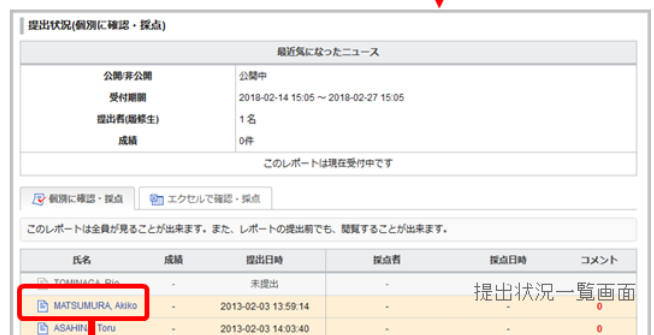 提出状況(個別に確認・採点)
最近気になったニュース
公開/非公開 公開中
受付期間 2018-02-14 15:05 ～ 2018-02-27 15:05
提出者(履修生) 1 名
成績 0件
このレポートは現在受付中です
個別に確認・採点 エクセルで確認・採点
このレポートは全員が見ることが出来ます。また、レポートの提出前でも、閲覧することが出来ます。
氏名 成績 提出日時 採点者 採点日時 コメント
TOMINAGA, Rie - 未提出 -
提出状況一覧画面
MATSUMURA, Akiko - 2013-02-03 13:59:14 - - 0
ASAHINA Toru - 2013-02-03 14:03:40 - - 0